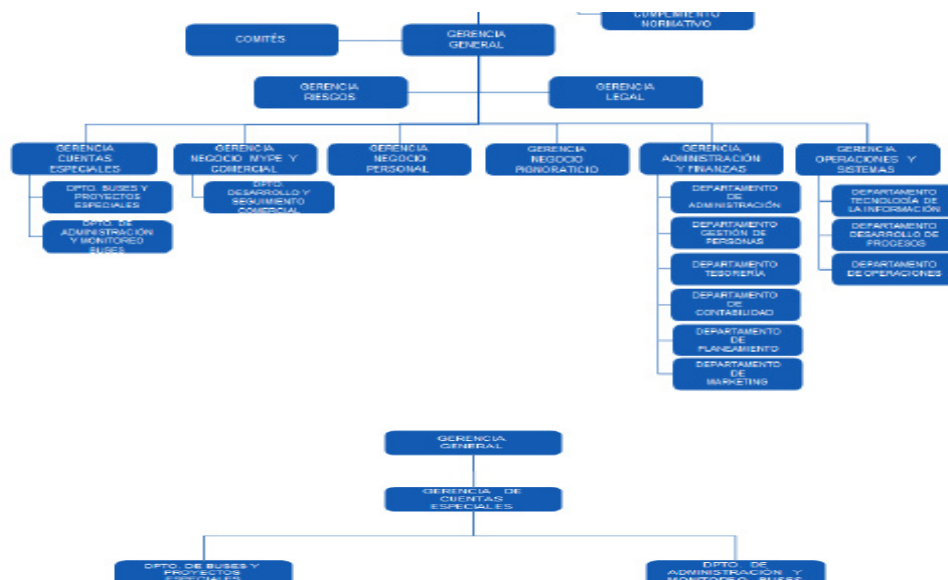 CUMPLIMIENTO
NORMATIVO
COMITÉS
GERENCIA
GENERAL
GERENCIA
RIESGOS
GERENCIA
LEGAL
GERENCIA
CUENTAS
ESPECIALES
GERENCIA
NEGOCIO MYPE Y
COMERCIAL
GERENCIA
NEGOCIO
PERSONAL
GERENCIA
NEGOCIO
PIGNORATICIO
GERENCIA
ADMINISTRACIÓN
Y FINANZAS
GERENCIA
OPERACIONES Y
SISTEMAS
DPTO. BUSES Y
PROYECTOS
ESPECIALES
DPTO. DE
ADMINISTRACIÓN
Y MONITOREO
BUSES
DPTO.
DESARROLLO Y
SEGUIMIENTO
COMERCIAL
DEPARTAMENTO
DE
ADMINISTRACIÓN
DEPARTAMENTO
GESTIÓN DE
PERSONAS
DEPARTAMENTO
TESORERÍA
DEPARTAMENTO
DE
CONTABILIDAD
DEPARTAMENTO
DE
PLANEAMIENTO
DEPARTAMENTO
DE
MARKETING
DEPARTAMENTO
TECNOLOGÍA DE
LA INFORMACIÓN
DEPARTAMENTO
DESARROLLO DE
PROCESOS
DEPARTAMENTO
DE OPERACIONES
GERENCIA
GENERAL
GERENCIA DE
CUENTAS
ESPECIALES
DPTO. DE BUSES Y
PROYECTOS
ESPECIALES
DPTO. DE
ADMINISTRACIÓN Y
MONITOREO BUSES